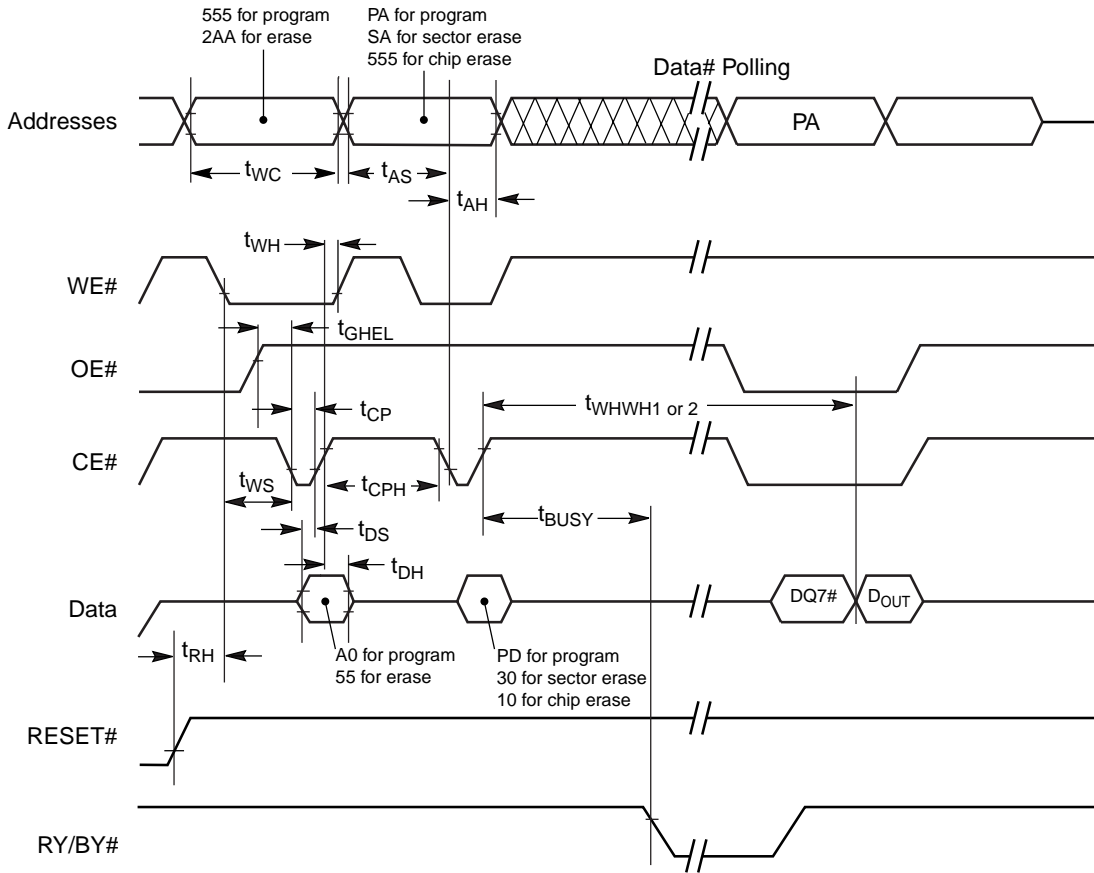 555 for program
2AA for erase
PA for program
SA for sector erase
555 for chip erase
Data# Polling
Addresses
PA
tWC
tAS
tAH
tWH
WE#
tGHEL
OE#
tWHWH1 or 2
tCP
CE#
tWS
tCPH
tBUSY
tDS
tDH
Data
DQ7#
DOUT
tRH
A0 for program
55 for erase
PD for program
30 for sector erase
10 for chip erase
RESET#
RY/BY#